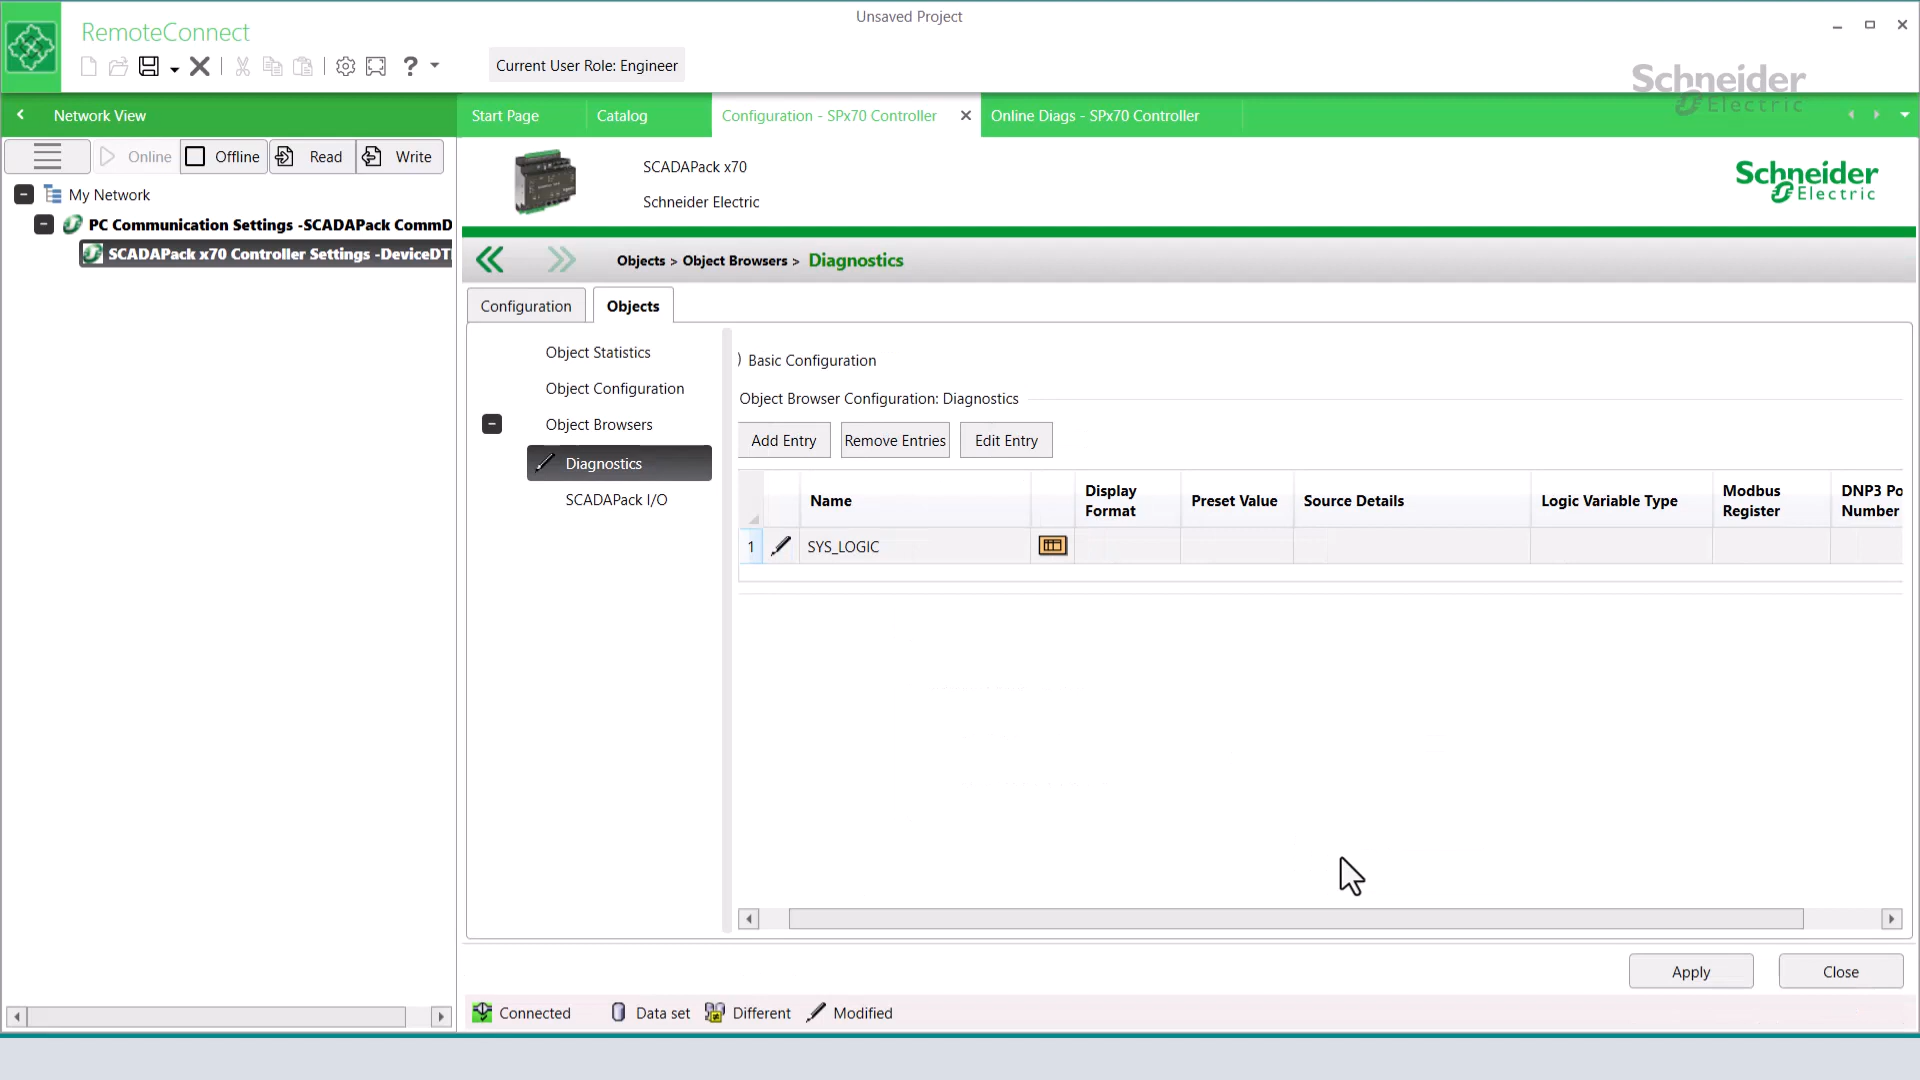 Unsaved Project
RemoteConnect
Current User Role: Engineer
Schneider
Electric
Network View
Start Page
Catalog
Configuration - SPx70 Controller
Online Diags - SPx70 Controller
Online
Offline
Read
Write
My Network
PC Communication Settings -SCADAPack CommD
SCADAPack x70 Controller Settings -DeviceDT
SCADAPack x70
Schneider Electric
Schneider
Electric
Objects > Object Browsers > Diagnostics
Configuration
Objects
Object Statistics
Object Configuration
Object Browsers
Diagnostics
SCADAPack I/O
) Basic Configuration
Object Browser Configuration: Diagnostics
Add Entry
Remove Entries
Edit Entry
Name
Display
Format
Preset Value
Source Details
Logic Variable Type
Modbus
Register
DNP3 Po
Number
1
SYS_LOGIC
Apply
Close
Connected
Data set
Different
Modified